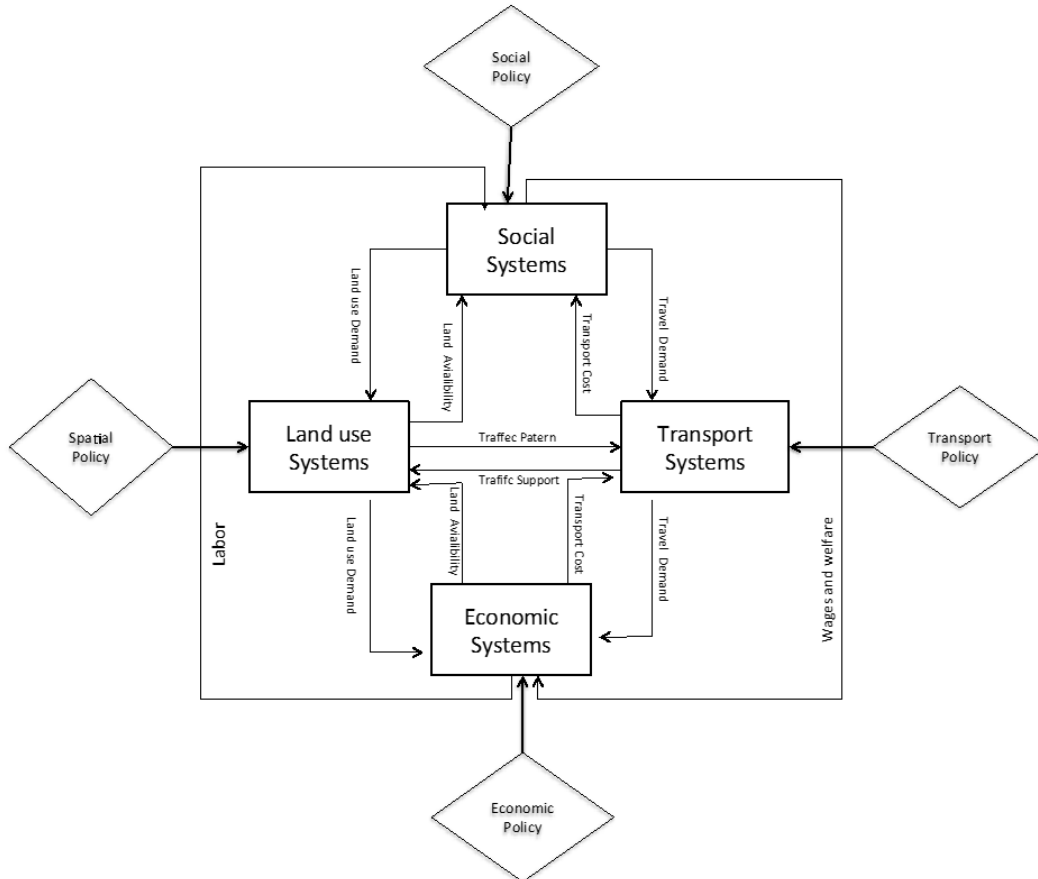 Social
Policy
Social
Systems
Land use Demand
Land Avialibility
Transport Cost
Travel Demand
Spatial
Policy
Land use
Systems
Traffec Patern
Trafifc Support
Transport
Systems
Transport
Policy
Labor
Land use Demand
Land Avialibility
Transport Cost
Travel Demand
Wages and welfare
Economic
Systems
Economic
Policy